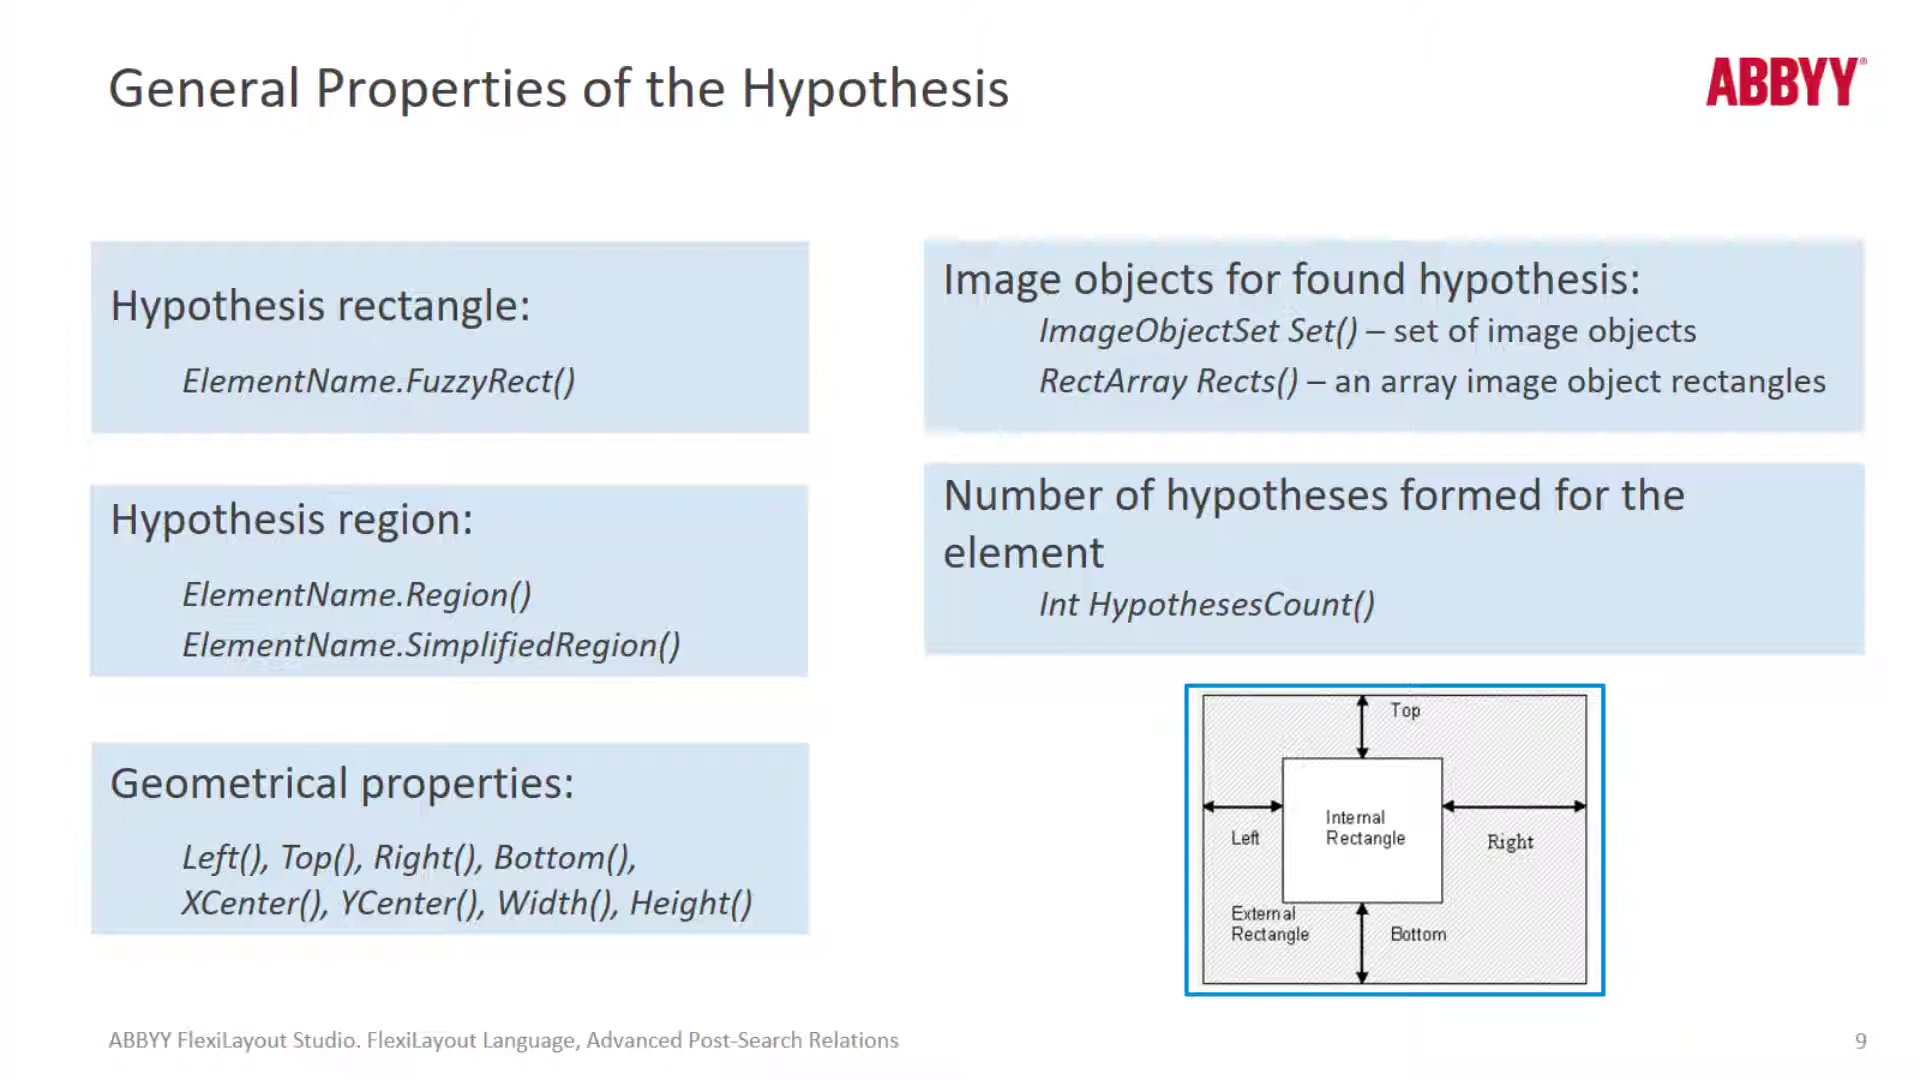 General Properties of the Hypothesis
ABBYY®
Hypothesis rectangle:
ElementName.FuzzyRect()
Hypothesis region:
ElementName.Region()
ElementName.SimplifiedRegion()
Geometrical properties:
Left(), Top(), Right(), Bottom(),
XCenter(), YCenter(), Width(), Height()
Image objects for found hypothesis:
ImageObjectSet Set() – set of image objects
RectArray Rects() – an array image object rectangles
Number of hypotheses formed for the
element
Int HypothesesCount()
Top
Internal
Rectangle
Left
Right
External
Rectangle
Bottom
ABBYY FlexiLayout Studio. FlexiLayout Language, Advanced Post-Search Relations
9